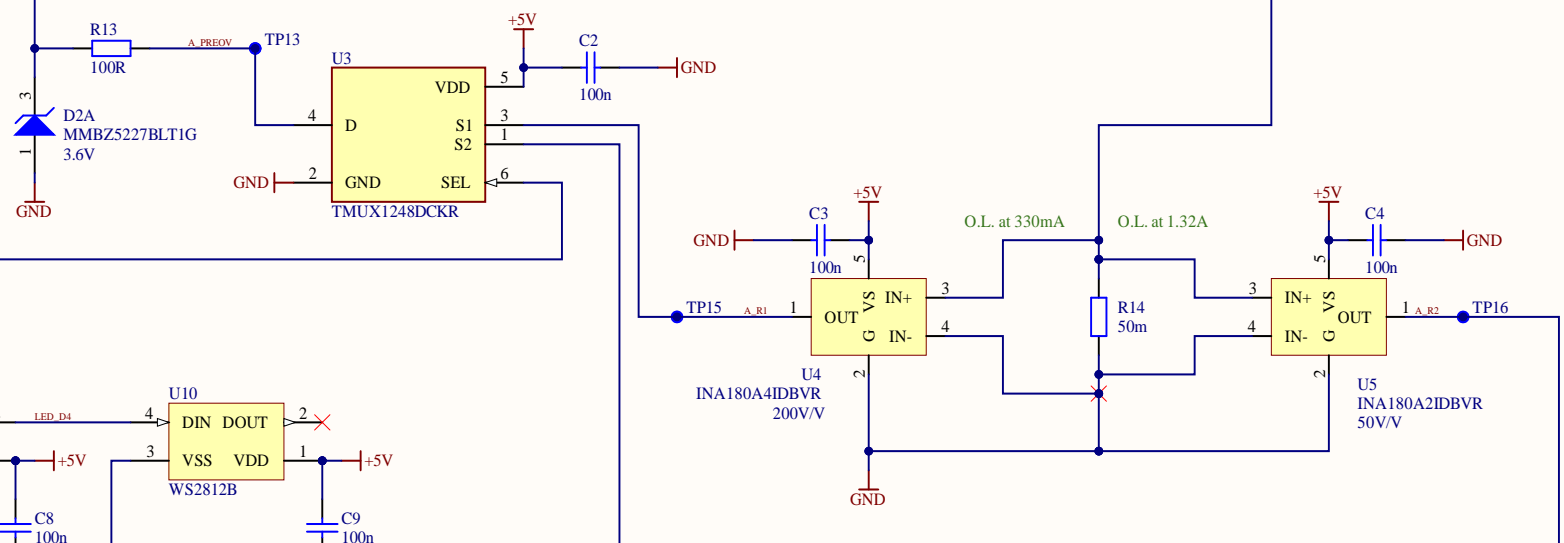 R13
A_PREOV
TP13
100R
3
D2A
MMBZ5227BLT1G
3.6V
1
GND
U3
VDD 5
4 D
S1 3
S2 1
GND 2 GND
SEL 6
TMUX1248DCKR
+5V
C2
GND
100n
+5V
C3
GND
100n
5
TP15 A_R1 1
OUT VS IN+ 3
G IN- 4
2
U4
INA180A4IDBVR
200V/V
O.L. at 330mA
O.L. at 1.32A
R14
50m
+5V
C4
GND
100n
5
3 IN+ VS
OUT 1 A_R2 TP16
4 IN- G
2
U5
INA180A2IDBVR
50V/V
GND
U10
LED_D4 4 DIN DOUT 2
3 VSS VDD 1
WS2812B
+5V
+5V
C8
100n
C9
100n